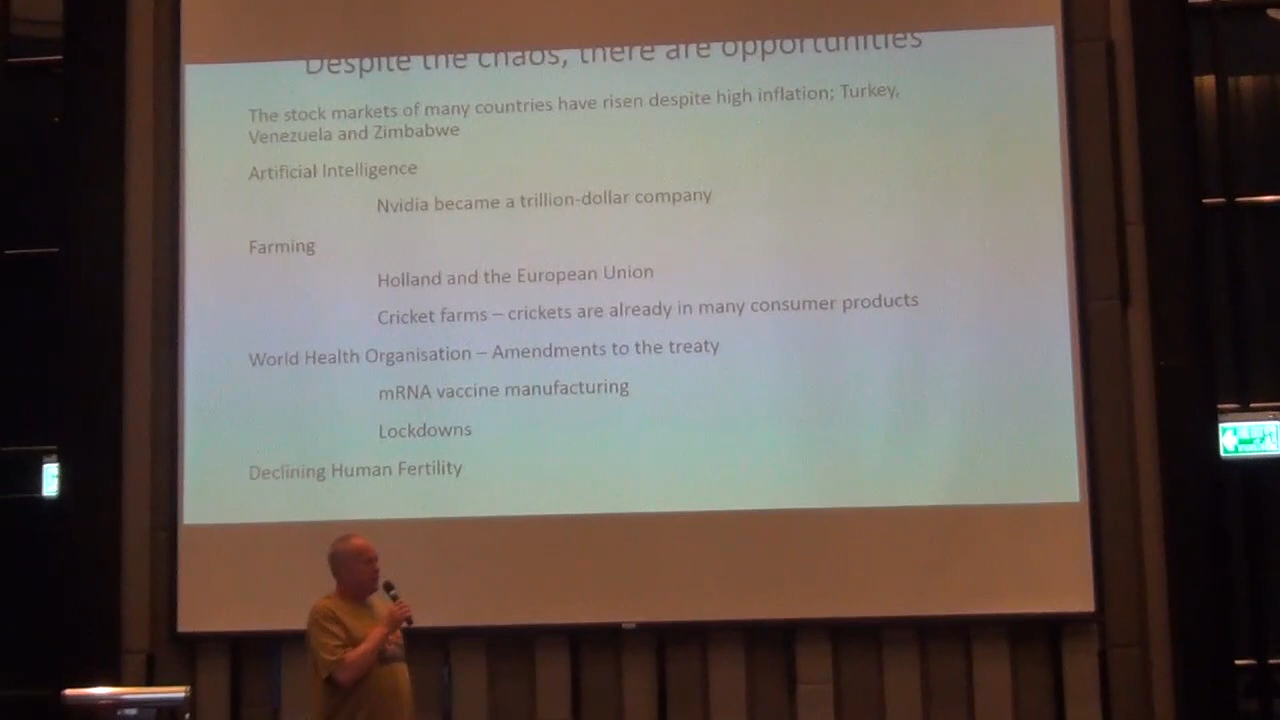 Despite the chaos, there are opportunities
The stock markets of many countries have risen despite high inflation; Turkey,
Venezuela and Zimbabwe
Artificial Intelligence
Nvidia became a trillion-dollar company
Farming
Holland and the European Union
Cricket farms – crickets are already in many consumer products
World Health Organisation – Amendments to the treaty
mRNA vaccine manufacturing
Lockdowns
Declining Human Fertility